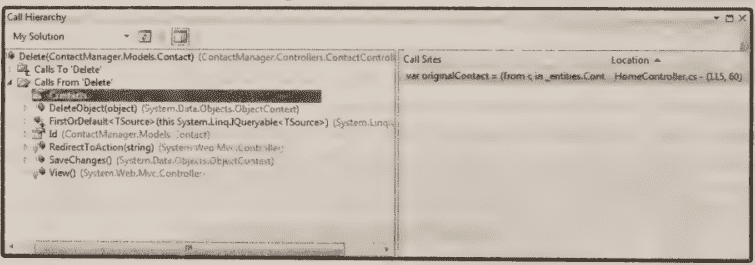 Call Hierarchy
My Solution
Delete(ContactManager.Models.Contact) (ContactManager.Controllers.ContactControll
Calls To 'Delete'
Calls From 'Delete'
DeleteObject(object) (System.Data.Objects.ObjectContext)
FirstOrDefault<TSource>(this System.Linq.IQueryable<TSource>) (System.Linq.
Id (ContactManager.Models.Contact)
RedirectToAction(string) (System.Web.Mvc.Controller)
SaveChanges() (System.Data.Objects.ObjectContext)
View() (System.Web.Mvc.Controller)
Call Sites Location
var originalContact = (from c in _entities.Cont HomeController.cs - (115, 60)